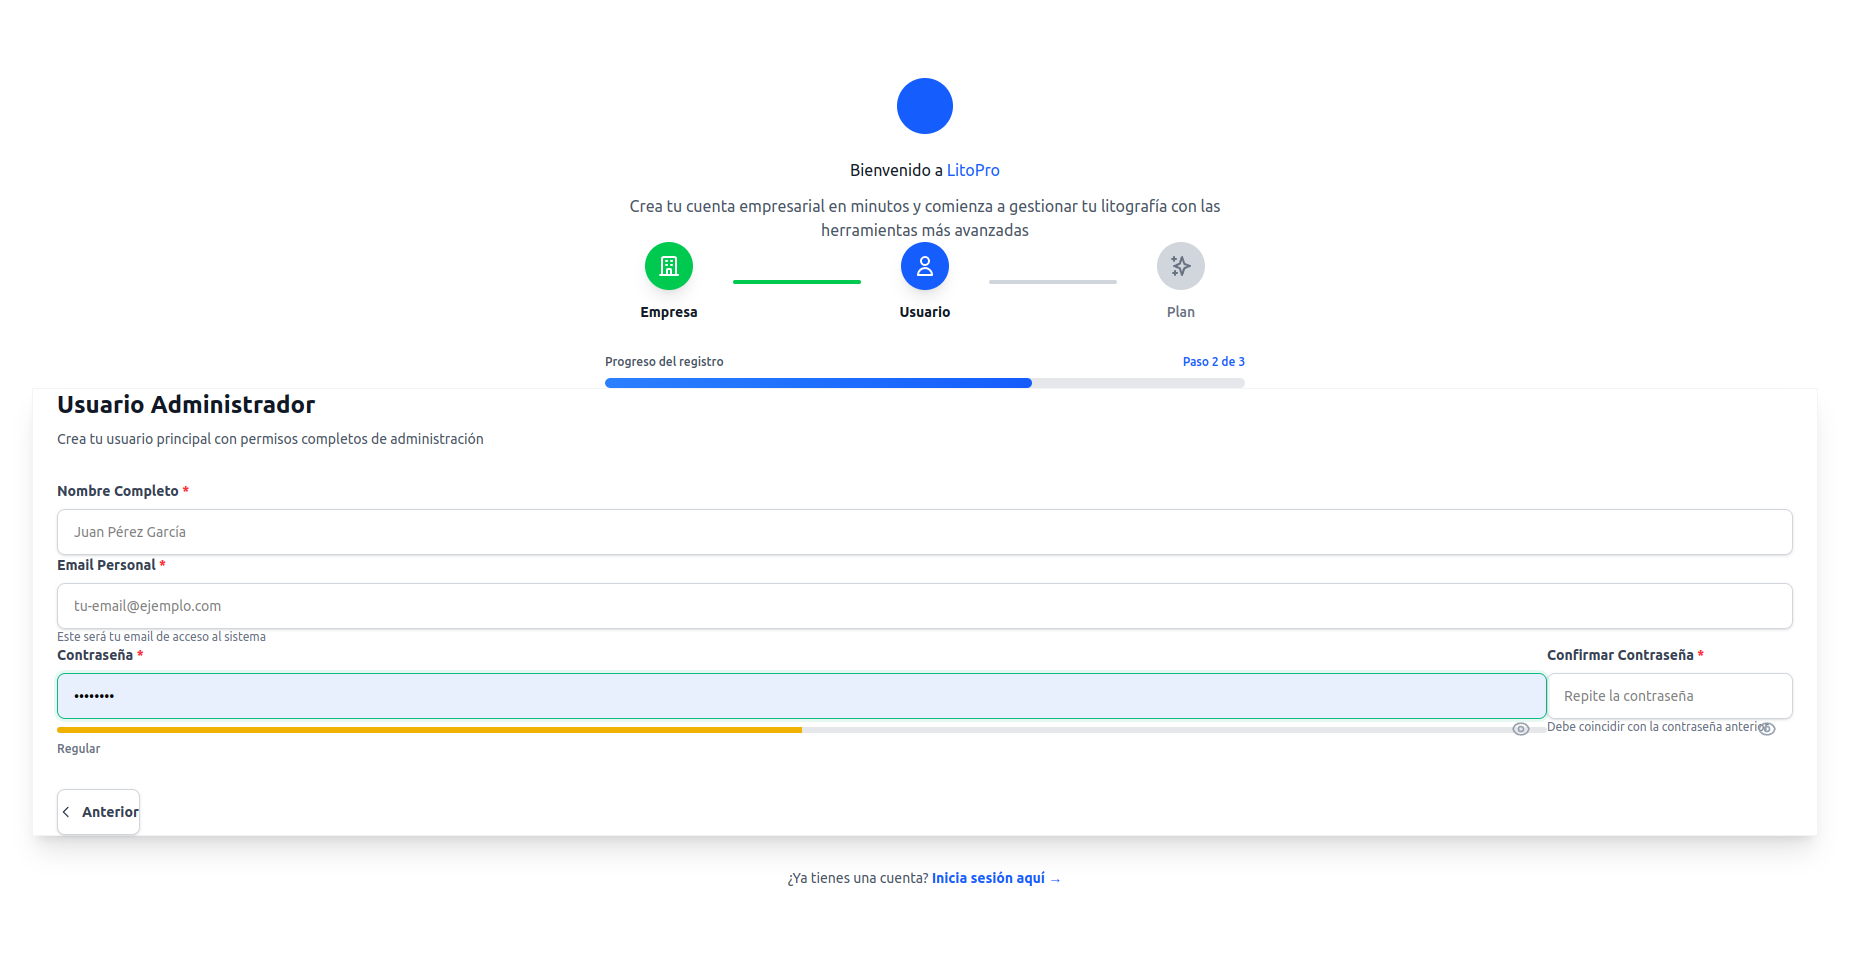 Bienvenido a LitoPro
Crea tu cuenta empresarial en minutos y comienza a gestionar tu litografía con las
herramientas más avanzadas
Empresa
Usuario
Plan
Progreso del registro
Paso 2 de 3
Usuario Administrador
Crea tu usuario principal con permisos completos de administración
Nombre Completo *
Juan Pérez García
Email Personal *
tu-email@ejemplo.com
Este será tu email de acceso al sistema
Contraseña *
Confirmar Contraseña *
••••••••
Repite la contraseña
Debe coincidir con la contraseña anterior
Regular
Anterior
¿Ya tienes una cuenta? Inicia sesión aquí →